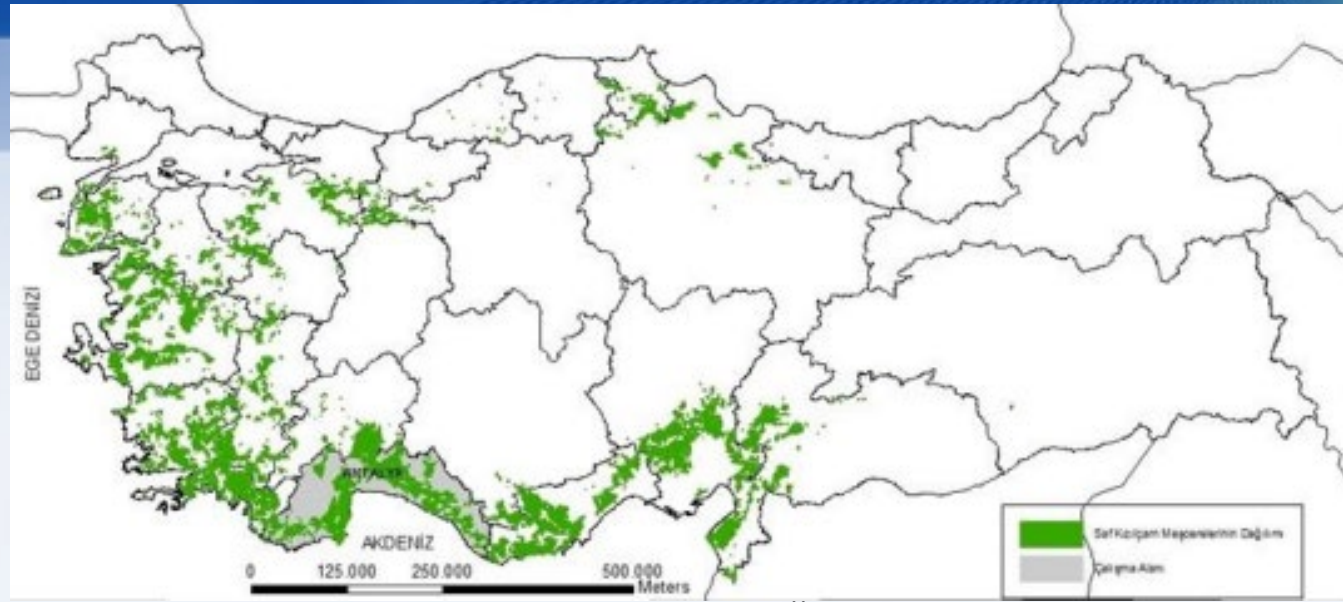 EGE DENİZİ
ANTALYA
AKDENİZ
0 125.000 250.000 500.000
Meters
Saf Kızılçam Meşcerelerinin Dağılımı
Çalışma Alanı